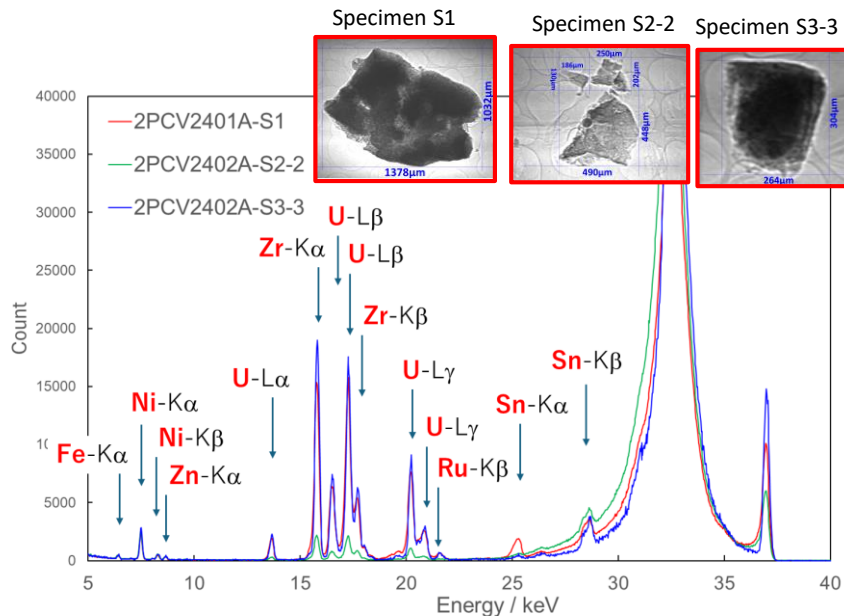 Specimen S1
Specimen S2-2
Specimen S3-3
1032μm
1378μm
250μm
186μm
130μm
202μm
448μm
490μm
304μm
264μm
2PCV2401A-S1
2PCV2402A-S2-2
2PCV2402A-S3-3
U-Lβ
Zr-Kα
U-Lβ
Zr-Kβ
U-Lα
U-Lγ
Sn-Kβ
Ni-Kα
U-Lγ
Sn-Kα
Ni-Kβ
Fe-Kα
Zn-Kα
Ru-Kβ
Count
40000
35000
30000
25000
20000
15000
5000
0
5
10
15
20
25
30
35
40
Energy / keV